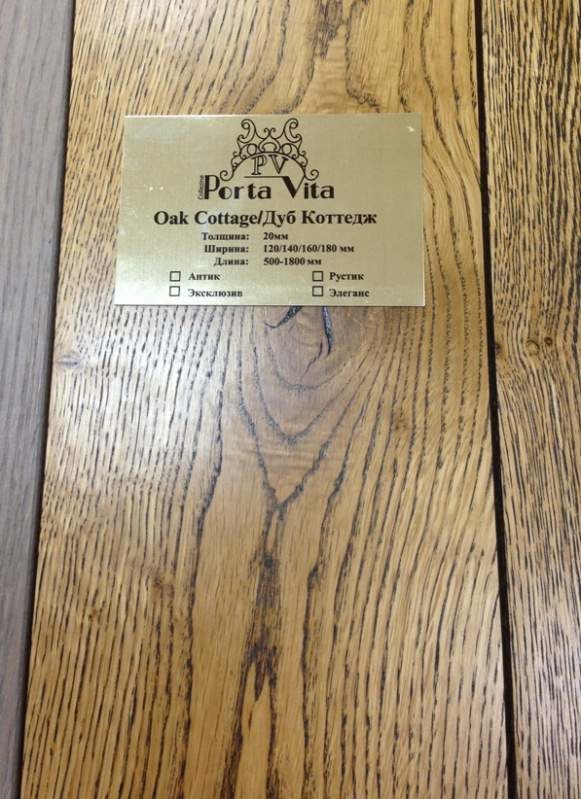 PV
Collection
Porta Vita
Oak Cottage/Дуб Коттедж
Толщина: 20мм
Ширина: 120/140/160/180 мм
Длина: 500-1800 мм
☐ Антик ☐ Рустик
☐ Эксклюзив ☐ Элеганс